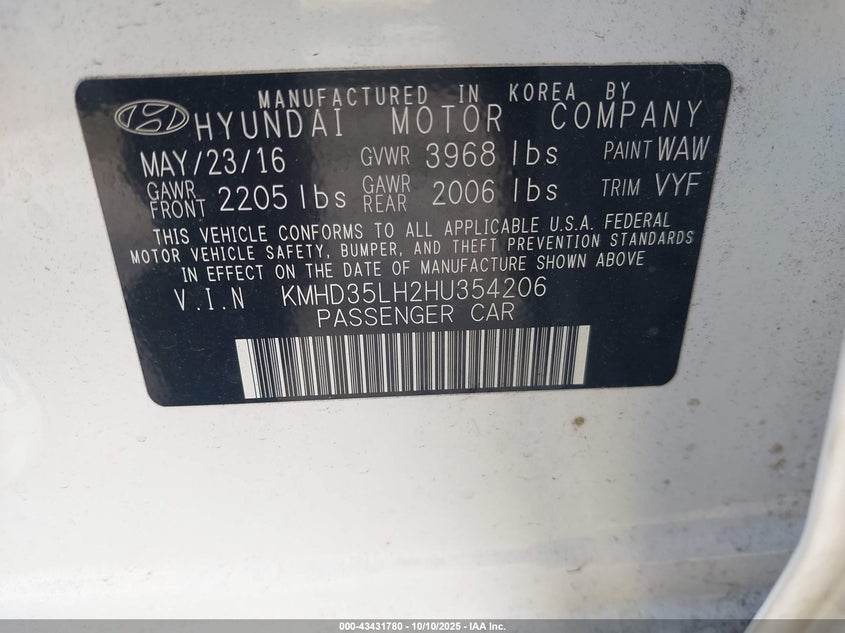 MANUFACTURED IN KOREA BY
HYUNDAI MOTOR COMPANY
MAY/23/16 GVWR 3968 lbs PAINT WAW
GAWR FRONT 2205 lbs GAWR REAR 2006 lbs TRIM VYF
THIS VEHICLE CONFORMS TO ALL APPLICABLE U.S.A. FEDERAL
MOTOR VEHICLE SAFETY, BUMPER, AND THEFT PREVENTION STANDARDS
IN EFFECT ON THE DATE OF MANUFACTURE SHOWN ABOVE
V.I.N KMHD35LH2HU354206
PASSENGER CAR
000-43431780 - 10/10/2025 - IAA Inc.